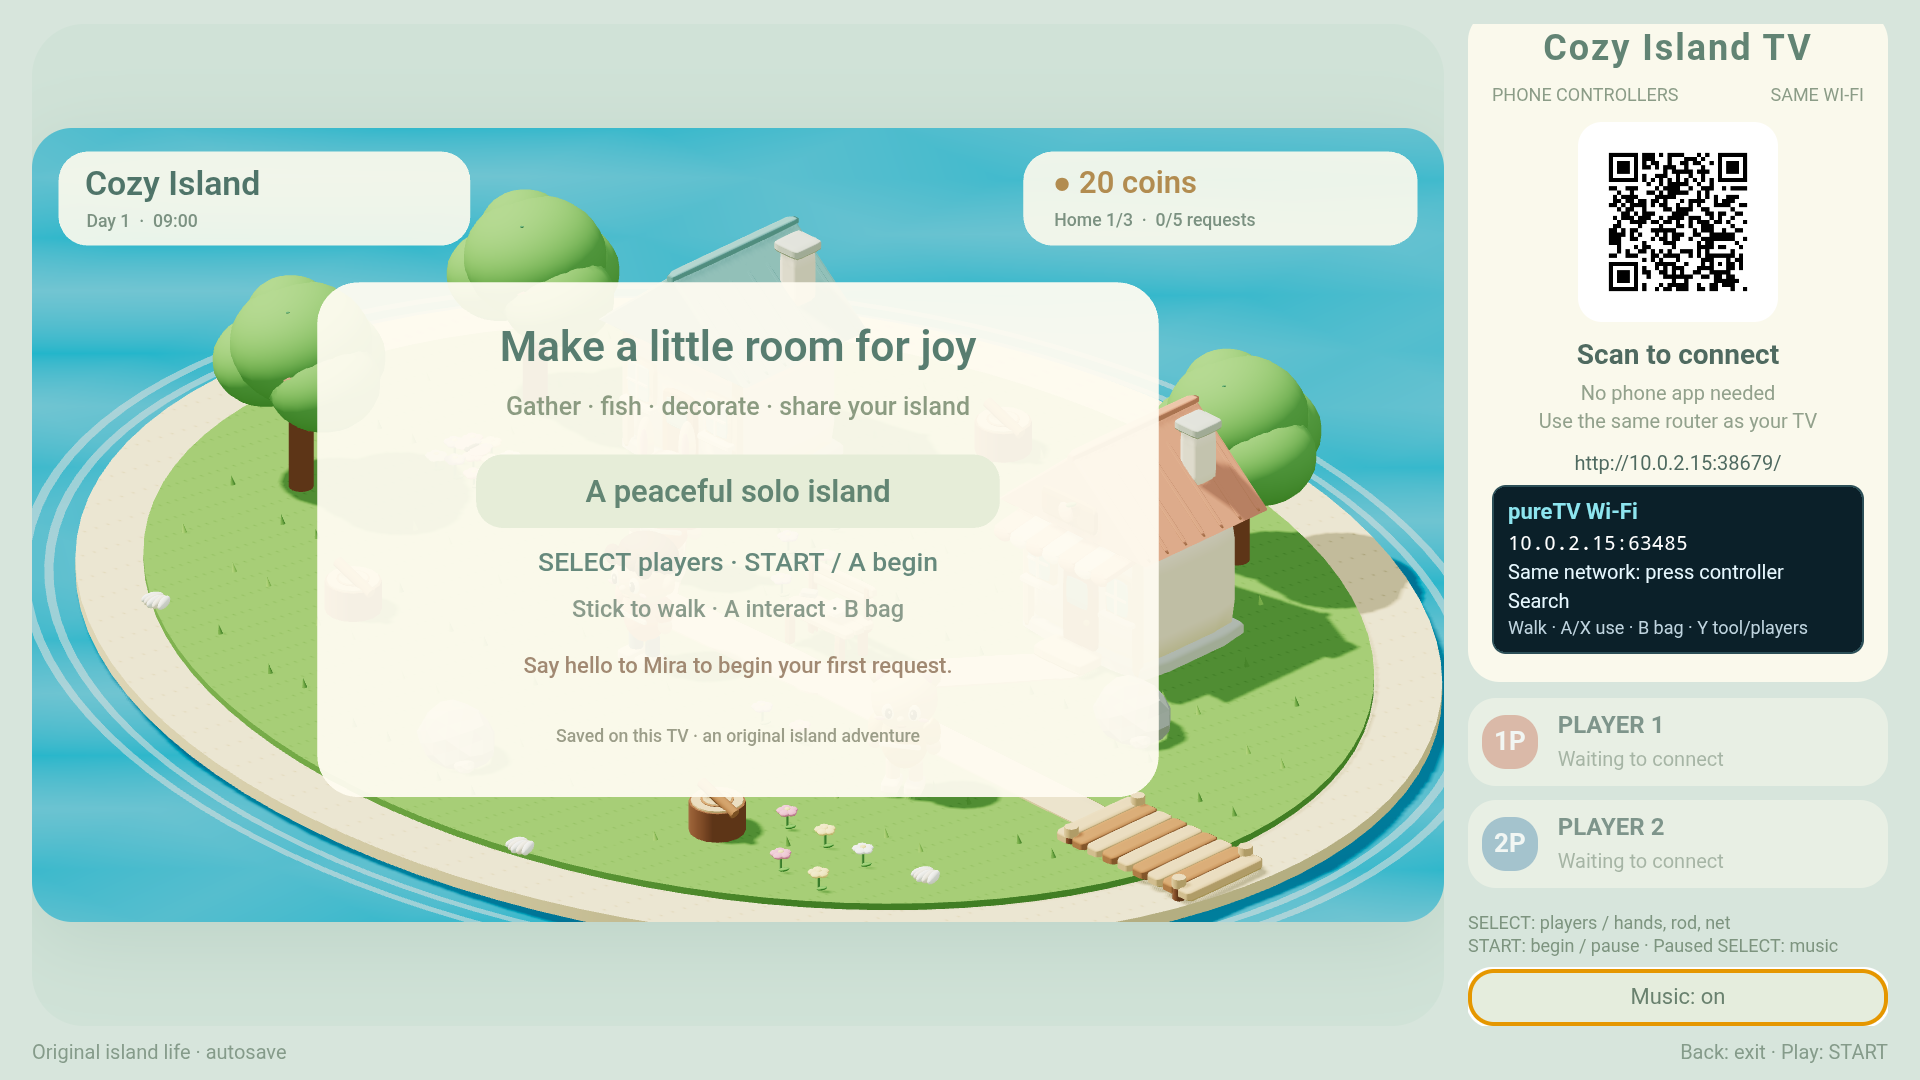 Cozy Island
Day 1 · 09:00
20 coins
Home 1/3 · 0/5 requests
Make a little room for joy
Gather · fish · decorate · share your island
A peaceful solo island
SELECT players · START / A begin
Stick to walk · A interact · B bag
Say hello to Mira to begin your first request.
Saved on this TV · an original island adventure
Cozy Island TV
PHONE CONTROLLERS
SAME WI-FI
Scan to connect
No phone app needed
Use the same router as your TV
http://10.0.2.15:38679/
pureTV Wi-Fi
10.0.2.15:63485
Same network: press controller
Search
Walk · A/X use · B bag · Y tool/players
1P
PLAYER 1
Waiting to connect
2P
PLAYER 2
Waiting to connect
SELECT: players / hands, rod, net
START: begin / pause · Paused SELECT: music
Music: on
Original island life · autosave
Back: exit · Play: START